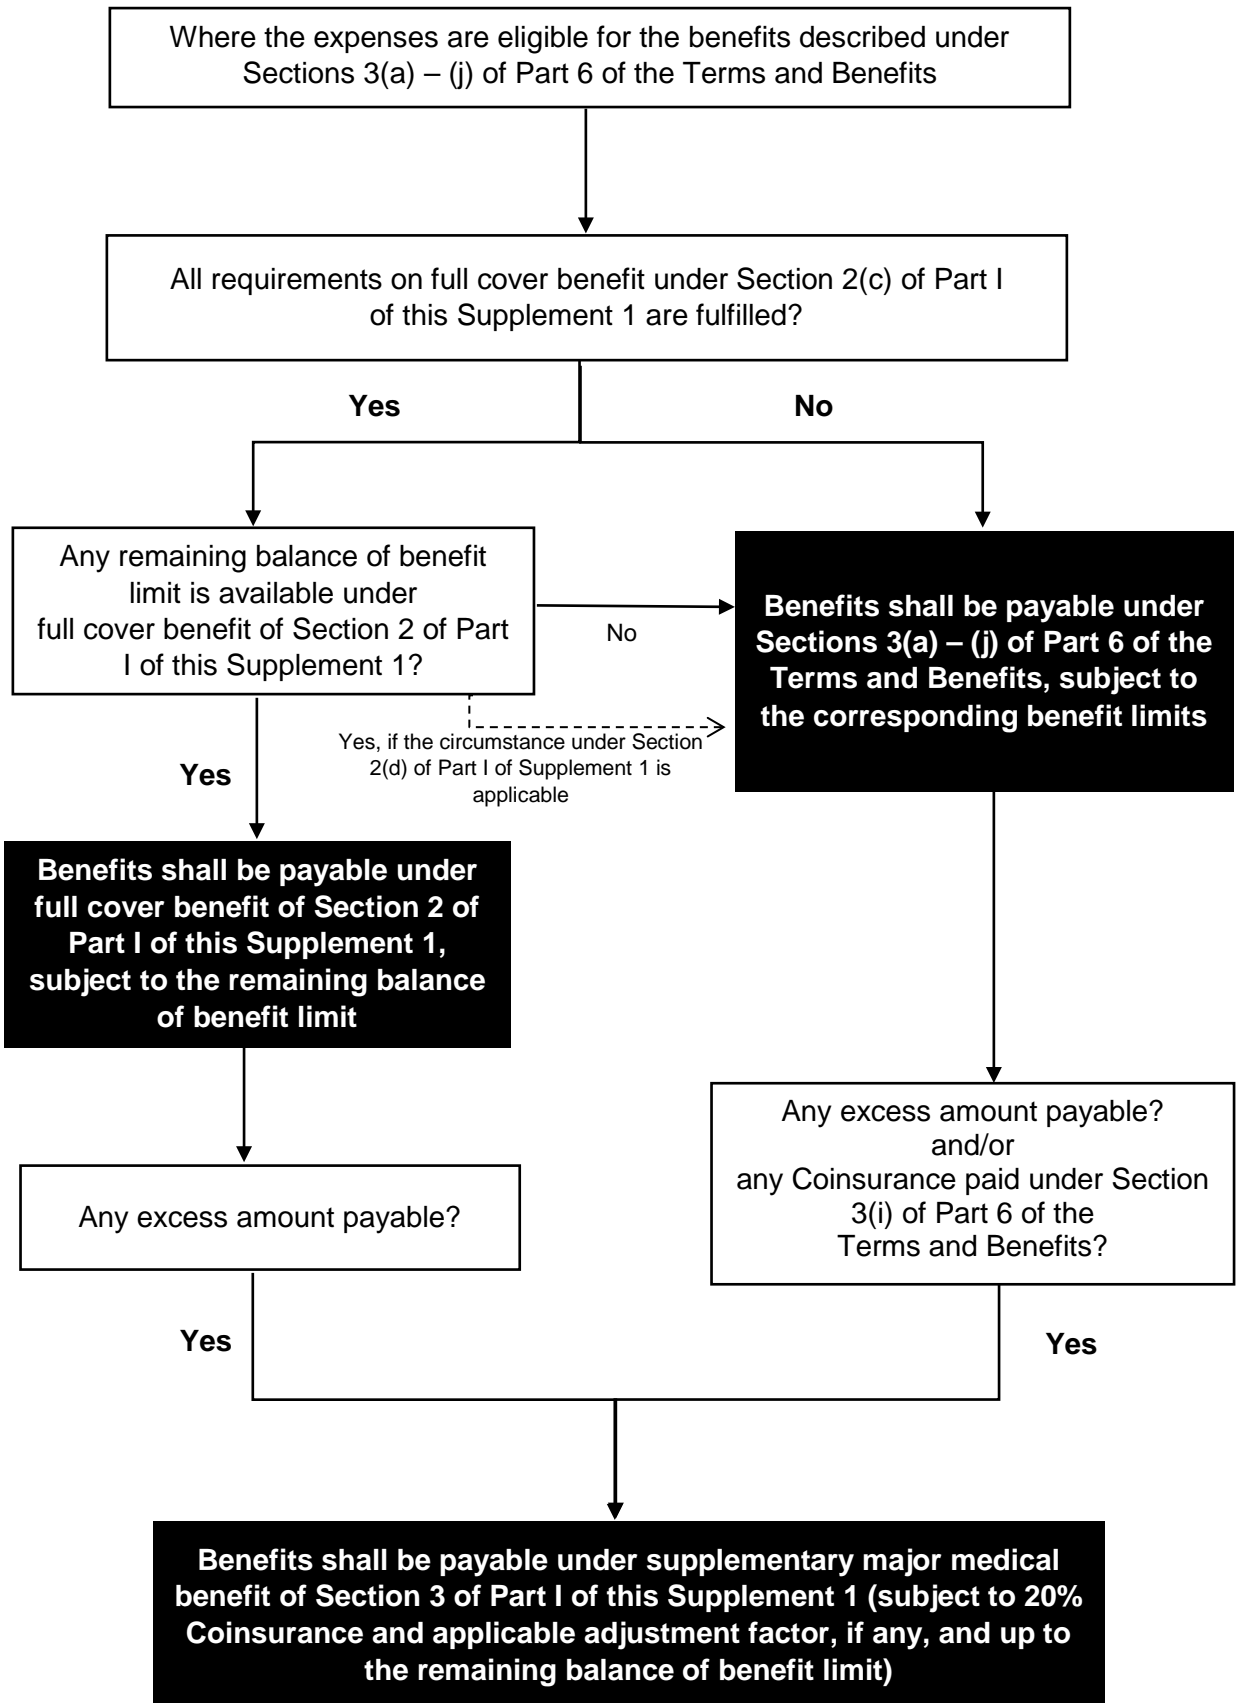 Where the expenses are eligible for the benefits described under
Sections 3(a) – (j) of Part 6 of the Terms and Benefits
All requirements on full cover benefit under Section 2(c) of Part I
of this Supplement 1 are fulfilled?
Yes
No
Any remaining balance of benefit
limit is available under
full cover benefit of Section 2 of Part
I of this Supplement 1?
No
Benefits shall be payable under
Sections 3(a) – (j) of Part 6 of the
Terms and Benefits, subject to
the corresponding benefit limits
Yes, if the circumstance under Section
2(d) of Part I of Supplement 1 is
applicable
Yes
Benefits shall be payable under
full cover benefit of Section 2 of
Part I of this Supplement 1,
subject to the remaining balance
of benefit limit
Any excess amount payable?
and/or
any Coinsurance paid under Section
3(i) of Part 6 of the
Terms and Benefits?
Any excess amount payable?
Yes
Yes
Benefits shall be payable under supplementary major medical
benefit of Section 3 of Part I of this Supplement 1 (subject to 20%
Coinsurance and applicable adjustment factor, if any, and up to
the remaining balance of benefit limit)